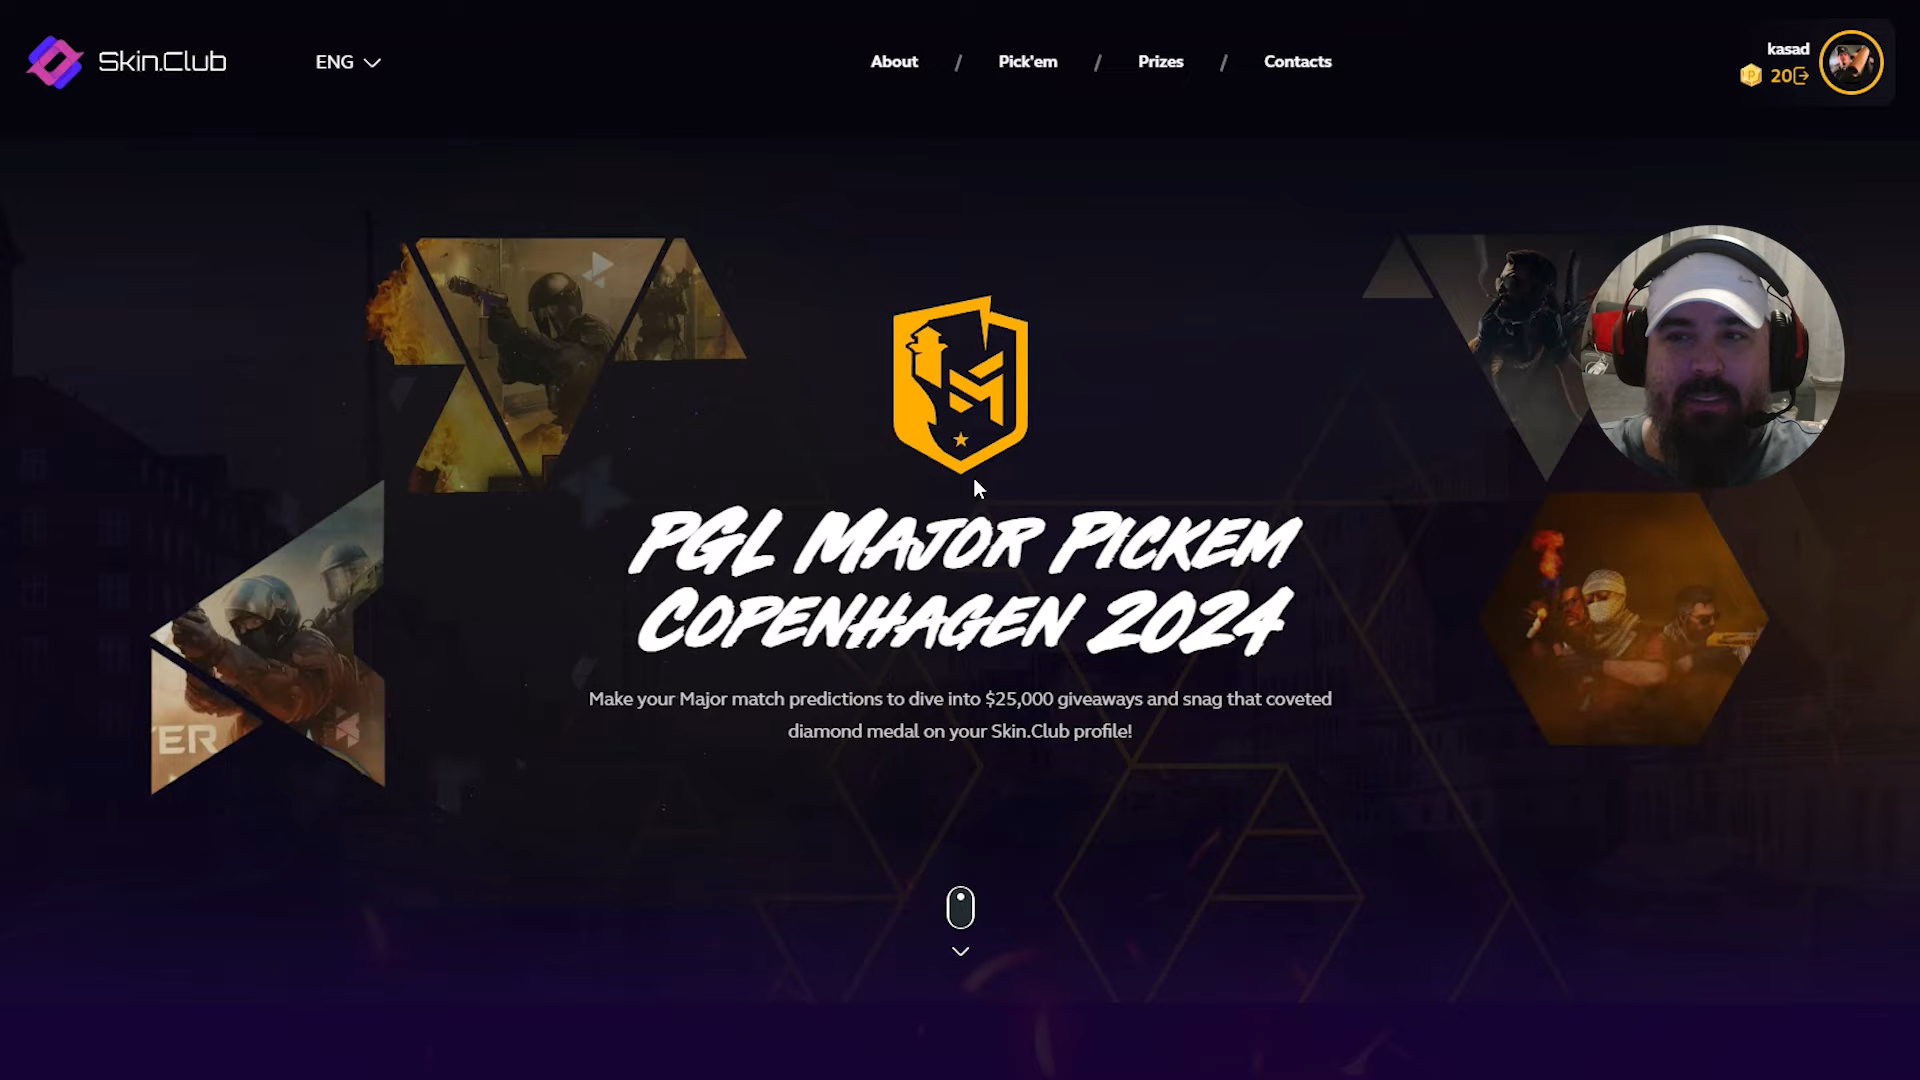 Skin.Club
ENG
About / Pick'em / Prizes / Contacts
kasad
20
PGL MAJOR PICKEM
COPENHAGEN 2024
Make your Major match predictions to dive into $25,000 giveaways and snag that coveted
diamond medal on your Skin.Club profile!
ER